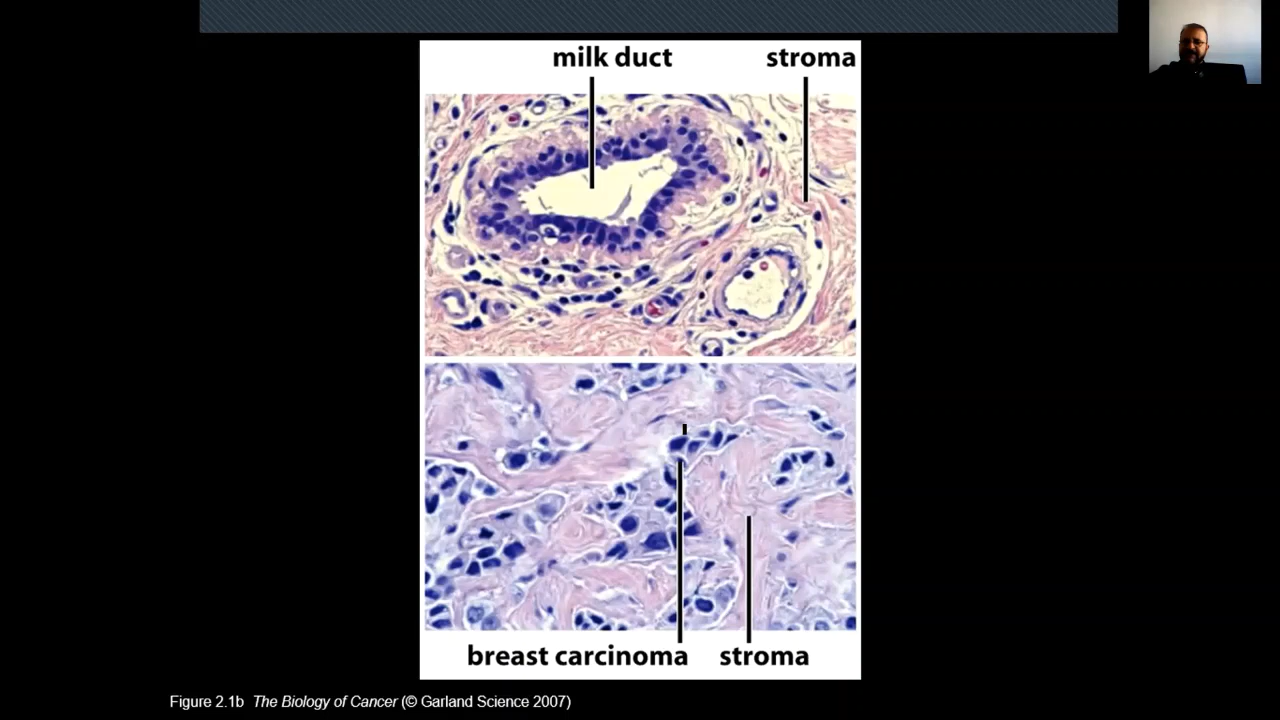 milk duct stroma
breast carcinoma stroma
Figure 2.1b The Biology of Cancer (© Garland Science 2007)